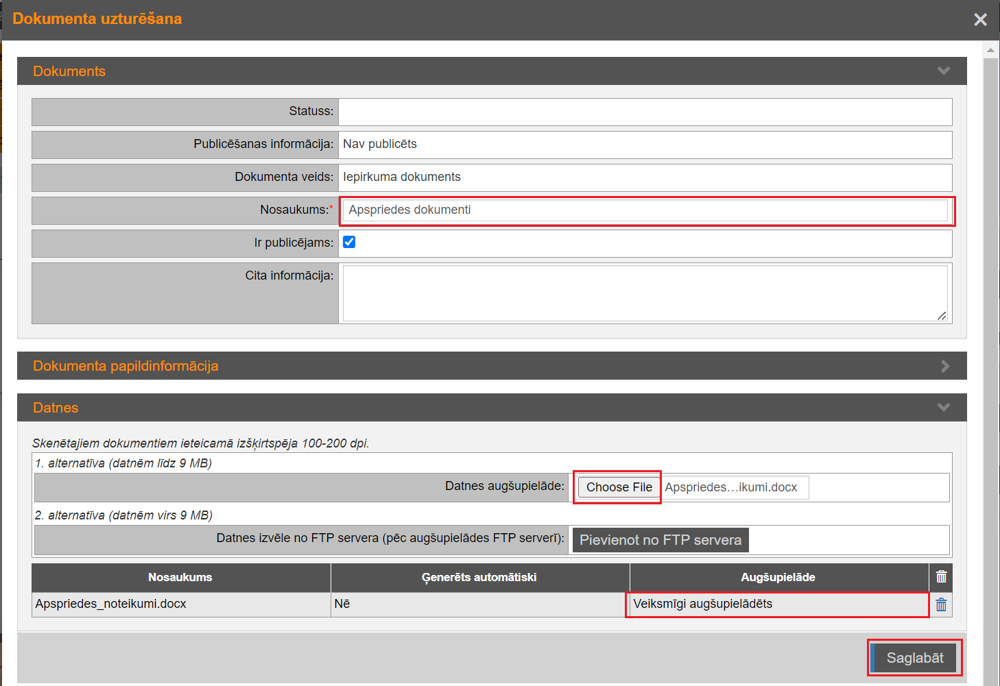 Dokumenta uzturēšana
Dokuments
Statuss:
Publicēšanas informācija: Nav publicēts
Dokumenta veids: Iepirkuma dokuments
Nosaukums:* Apspriedes dokumenti
Ir publicējams:
Cita informācija:
Dokumenta papildinformācija
Datnes
Skenētajiem dokumentiem ieteicamā izšķirtspēja 100-200 dpi.
1. alternatīva (datnēm līdz 9 MB)
Datnes augšupielāde: Choose File Apspriedes…ikumi.docx
2. alternatīva (datnēm virs 9 MB)
Datnes izvēle no FTP servera (pēc augšupielādes FTP serverī): Pievienot no FTP servera
Nosaukums Ģenerēts automātiski Augšupielāde
Apspriedes_noteikumi.docx Nē Veiksmīgi augšupielādēts
Saglabāt